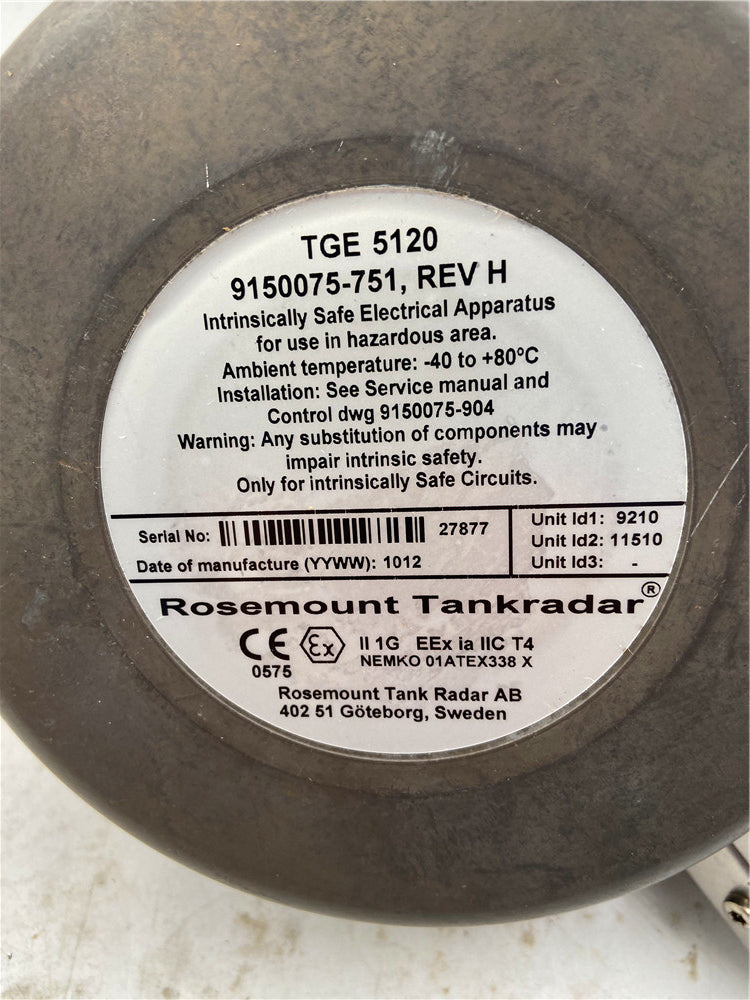 TGE 5120
9150075-751, REV H
Intrinsically Safe Electrical Apparatus
for use in hazardous area.
Ambient temperature: -40 to +80ºC
Installation: See Service manual and
Control dwg 9150075-904
Warning: Any substitution of components may
impair intrinsic safety.
Only for intrinsically Safe Circuits.
Serial No: 27877
Date of manufacture (YYWW): 1012
Unit Id1: 9210
Unit Id2: 11510
Unit Id3: -
Rosemount Tankradar®
CE Ex II 1G EEx ia IIC T4
0575 NEMKO 01ATEX338 X
Rosemount Tank Radar AB
402 51 Göteborg, Sweden